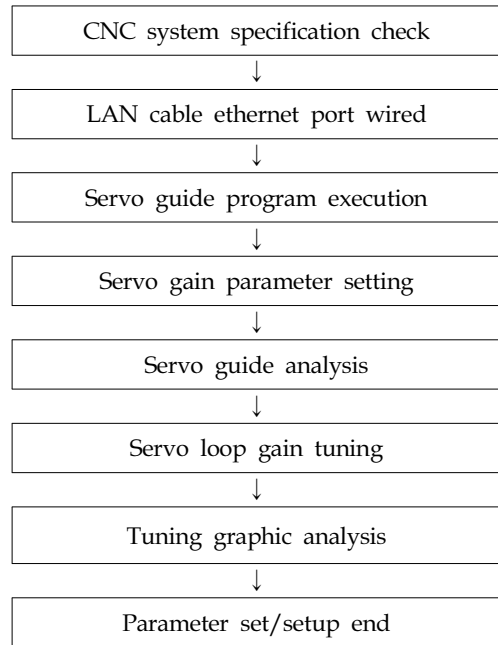 CNC system specification check
↓
LAN cable ethernet port wired
↓
Servo guide program execution
↓
Servo gain parameter setting
↓
Servo guide analysis
↓
Servo loop gain tuning
↓
Tuning graphic analysis
↓
Parameter set/setup end